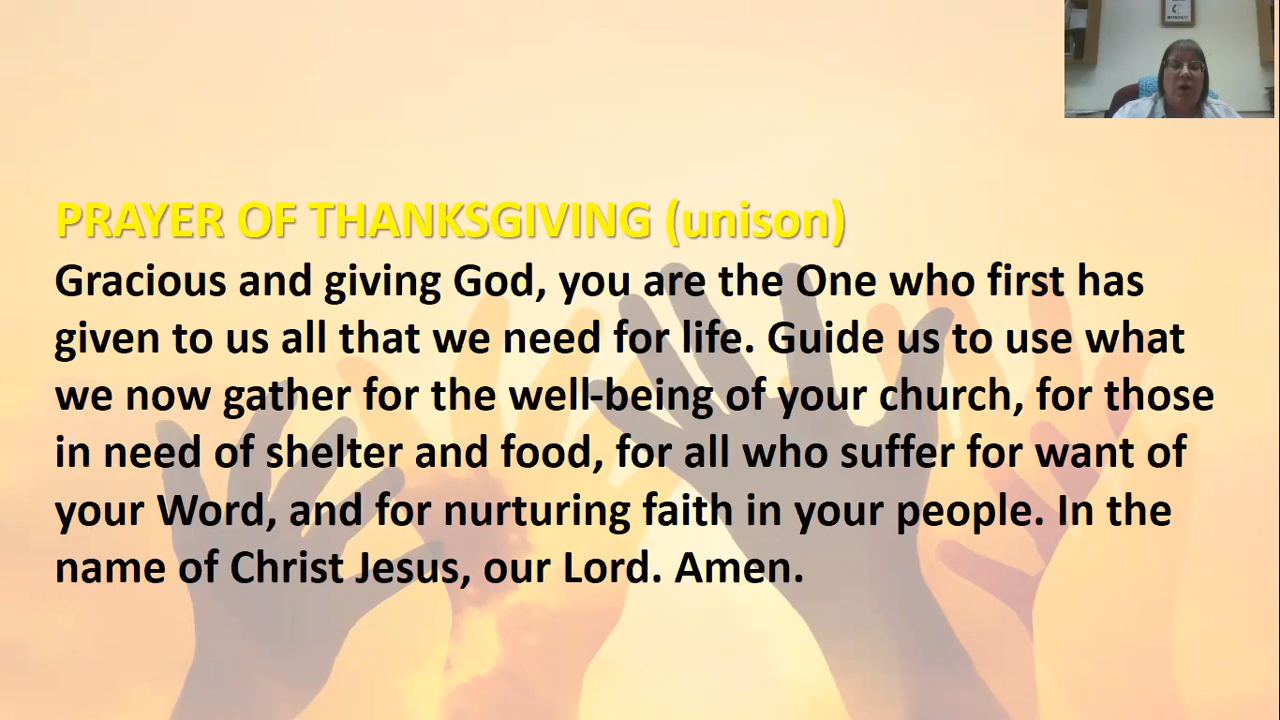 PRAYER OF THANKSGIVING (unison)
Gracious and giving God, you are the One who first has
given to us all that we need for life. Guide us to use what
we now gather for the well-being of your church, for those
in need of shelter and food, for all who suffer for want of
your Word, and for nurturing faith in your people. In the
name of Christ Jesus, our Lord. Amen.